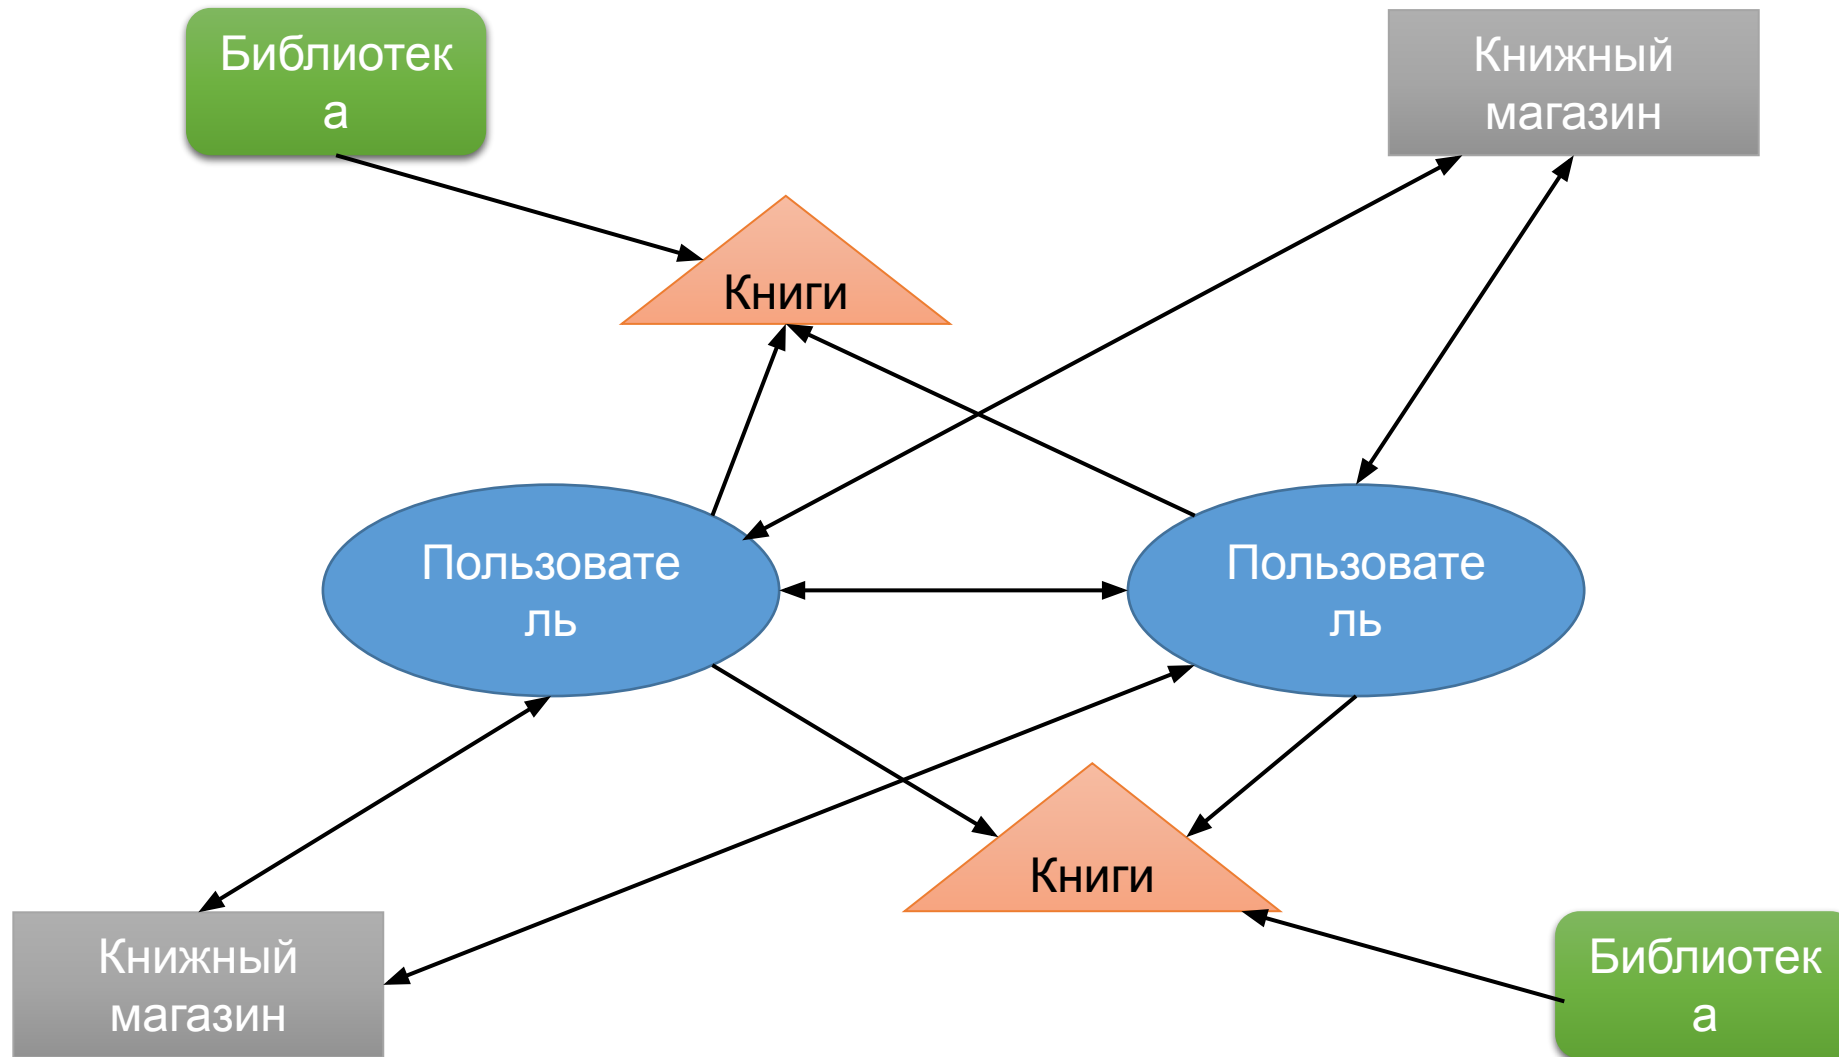 Библиотек
а
Книжный
магазин
Книги
Пользовате
ль
Пользовате
ль
Книги
Книжный
магазин
Библиотек
а